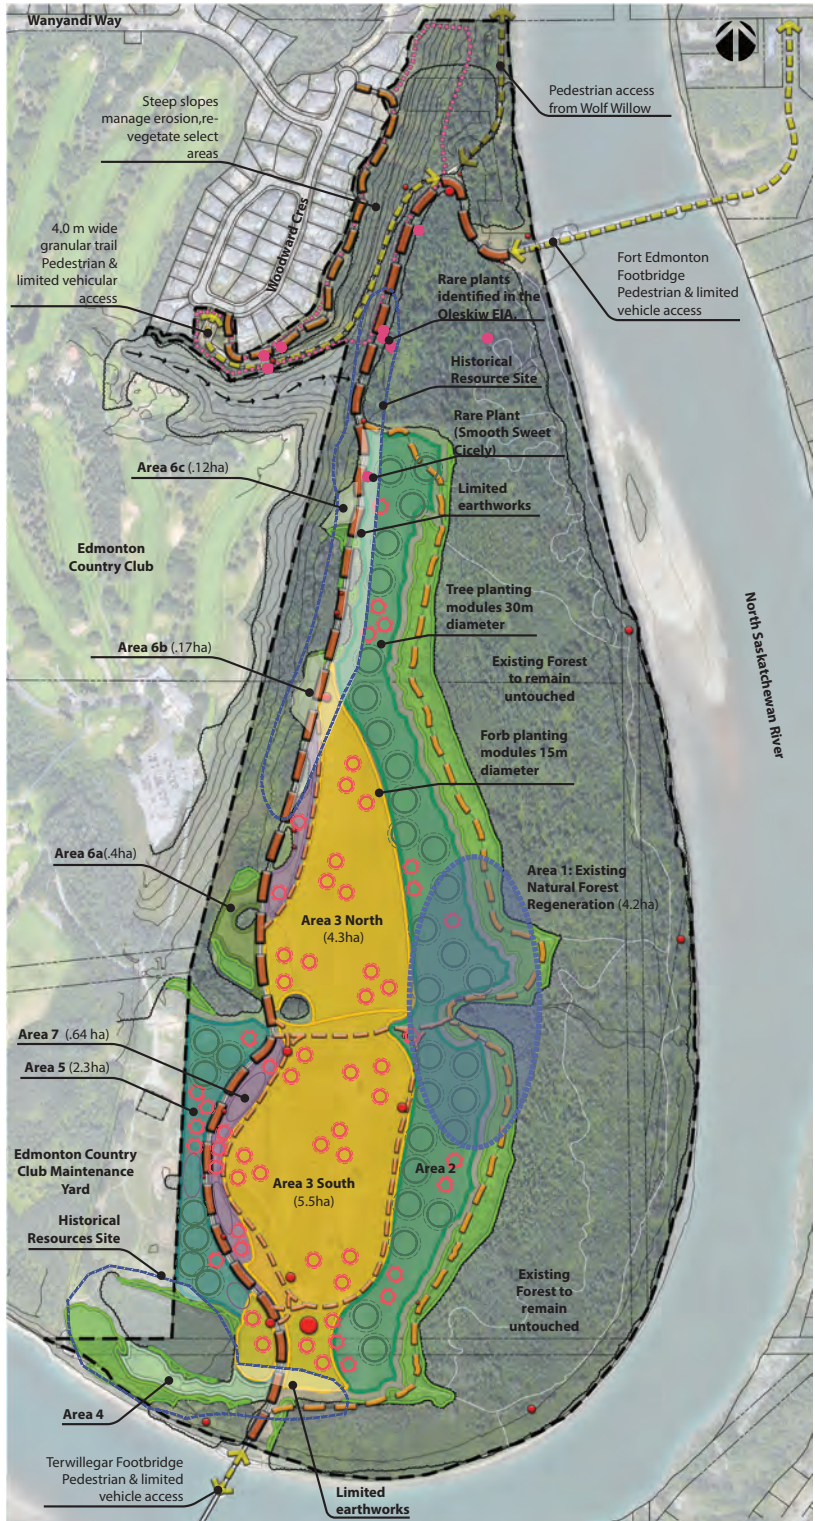 Wanyandi Way
Pedestrian access
from Wolf Willow
Steep slopes
manage erosion,re-
vegetate select
areas
Woodward Cres
4.0 m wide
granular trail
Pedestrian &
limited vehicular
access
Fort Edmonton
Footbridge
Pedestrian & limited
vehicle access
Rare plants
identified in the
Oleskiw EIA.
Historical
Resource Site
Rare Plant
(Smooth Sweet
Cicely)
Area 6c (.12ha)
Limited
earthworks
Edmonton
Country Club
Tree planting
modules 30m
diameter
North Saskatchewan River
Area 6b (.17ha)
Existing Forest
to remain
untouched
Forb planting
modules 15m
diameter
Area 6a(.4ha)
Area 1: Existing
Natural Forest
Regeneration (4.2ha)
Area 3 North
(4.3ha)
Area 7 (.64 ha)
Area 5 (2.3ha)
Edmonton Country
Club Maintenance
Yard
Area 2
Area 3 South
(5.5ha)
Historical
Resources Site
Existing
Forest to
remain
untouched
Area 4
Terwillegar Footbridge
Pedestrian & limited
vehicle access
Limited
earthworks